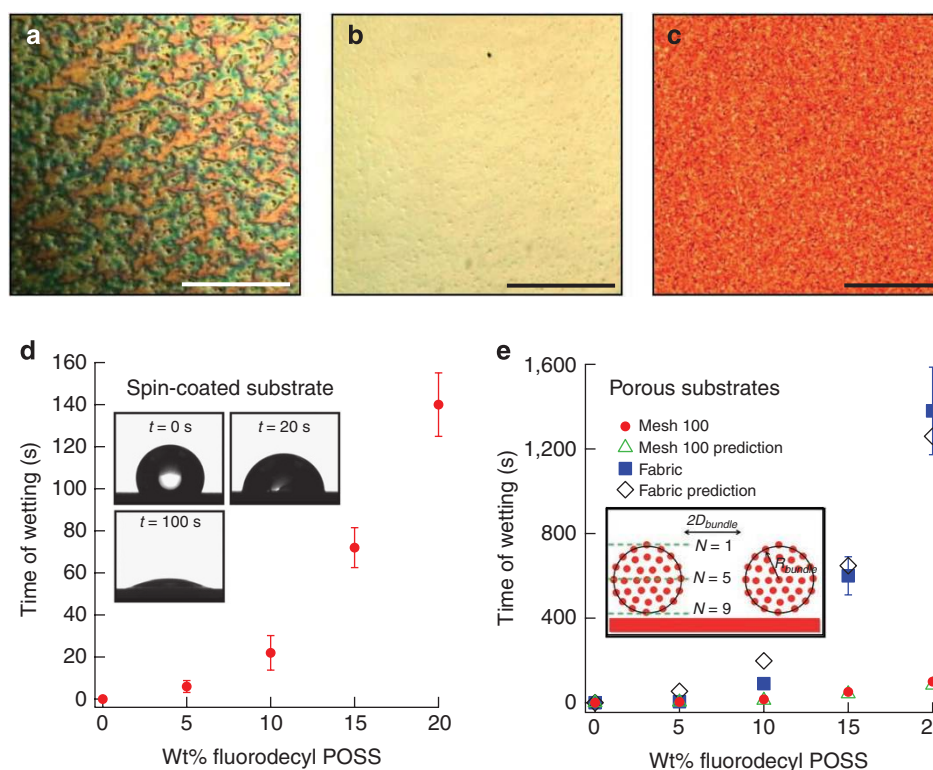 a
b
c
d
160
140
120
100
80
60
40
20
0
Time of wetting (s)
Spin-coated substrate
t = 0 s
t = 20 s
t = 100 s
0
5
10
15
20
Wt% fluorodecyl POSS
e
1,600
1,200
800
400
0
Time of wetting (s)
Porous substrates
Mesh 100
Mesh 100 prediction
Fabric
Fabric prediction
2D_bundle
N = 1
R_bundle
N = 5
N = 9
0
5
10
15
Wt% fluorodecyl POSS